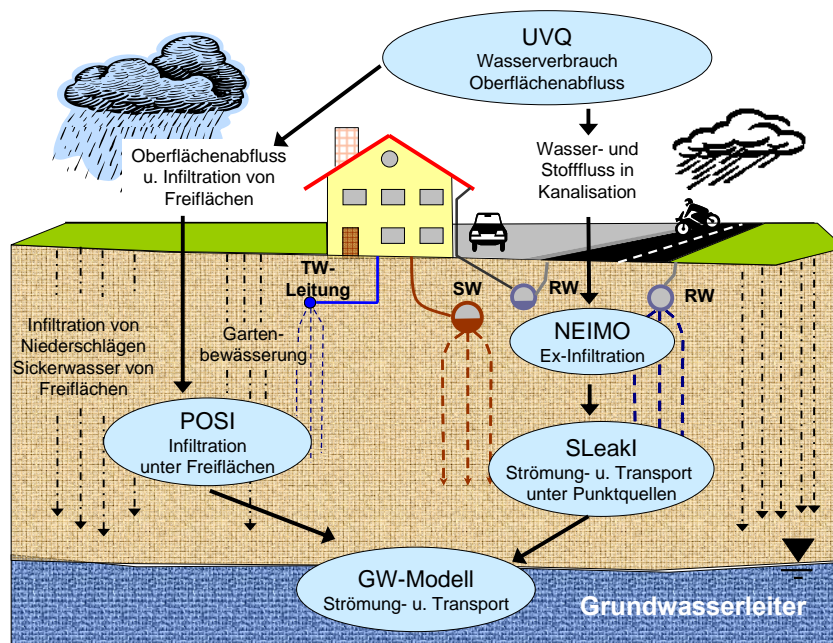 UVQ
Wasserverbrauch
Oberflächenabfluss
Oberflächenabfluss
u. Infiltration von
Freiflächen
Wasser- und
Stofffluss in
Kanalisation
TW-
Leitung
SW
RW
RW
Infiltration von
Niederschlägen
Sickerwasser von
Freiflächen
Garten-
bewässerung
NEIMO
Ex-Infiltration
POSI
Infiltration
unter Freiflächen
SLeakI
Strömung- u. Transport
unter Punktquellen
GW-Modell
Strömung- u. Transport
Grundwasserleiter